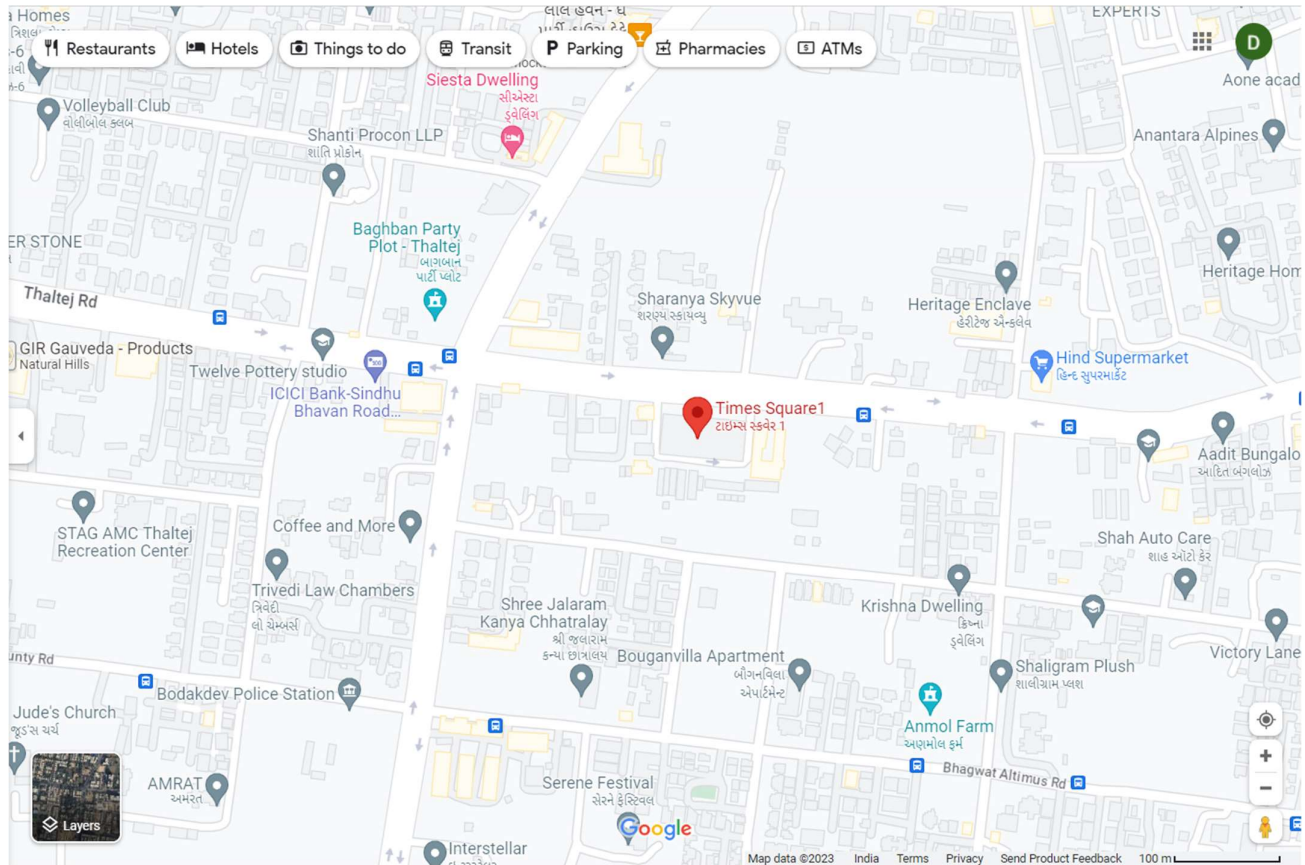 a Homes
EXPERTS
Restaurants
Hotels
Things to do
Transit
P Parking
Pharmacies
ATMs
D
Siesta Dwelling
સીએસ્ટા
ડ્વેલિંગ
Aone acad
Volleyball Club
વોલીબોલ ક્લબ
Shanti Procon LLP
શાંતિ પ્રોકોન
Anantara Alpines
Baghban Party
Plot - Thaltej
બાગબાન
પાર્ટી પ્લોટ
ER STONE
Heritage Hom
Thaltej Rd
Sharanya Skyvue
શરણ્ય સ્કાયવ્યુ
Heritage Enclave
હેરીટેજ એન્કલેવ
GIR Gauveda - Products
Natural Hills
Twelve Pottery studio
ICICI Bank-Sindhu
Bhavan Road...
Hind Supermarket
હિન્દ સુપરમાર્કેટ
Times Square1
ટાઇમ્સ સ્કવેર 1
Aadit Bungalo
આદિત બંગલોઝ
STAG AMC Thaltej
Recreation Center
Coffee and More
Shah Auto Care
શાહ ઑટો કેર
Trivedi Law Chambers
ત્રિવેદી
લો ચેમ્બર્સ
Shree Jalaram
Kanya Chhatralay
શ્રી જલારામ
કન્યા છાત્રાલય
Krishna Dwelling
ક્રિષ્ના
ડ્વેલિંગ
unty Rd
Bouganvilla Apartment
બૌગનવિલા
એપાર્ટમેન્ટ
Shaligram Plush
શાલીગ્રામ પ્લશ
Victory Lane
Bodakdev Police Station
Jude's Church
જૂડ'સ ચર્ચ
Anmol Farm
અણમોલ ફર્મ
Bhagwat Altimus Rd
AMRAT
અમરત
Serene Festival
સેરને ફેસ્ટિવલ
Layers
Google
Interstellar
Map data ©2023 India Terms Privacy Send Product Feedback 100 m